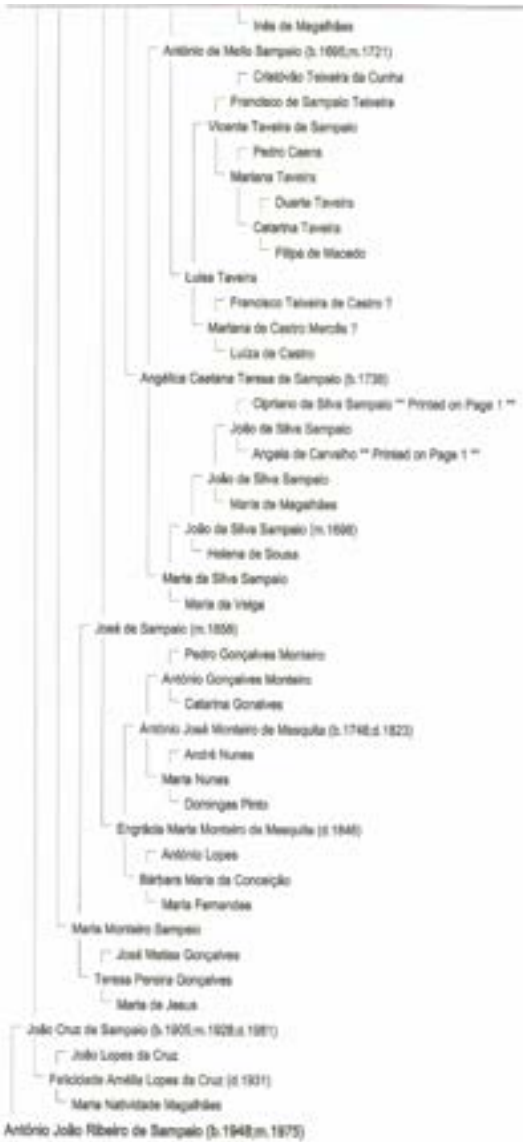 Inês de Magalhães
António de Mello Sampaio (b.1695;m.1721)
Cristóvão Teixeira da Cunha
Francisco de Sampaio Teixeira
Vicente Taveira de Sampaio
Pedro Caens
Mariana Taveira
Duarte Taveira
Catarina Taveira
Filipa de Macedo
Luisa Taveira
Francisco Teixeira de Castro ?
Mariana de Castro ?
Luíza de Castro
Angélica Caetana Teresa de Sampaio (b.1738)
Cipriano da Silva Sampaio ** Printed on Page 1 **
João da Silva Sampaio
Angela de Carvalho ** Printed on Page 1 **
João da Silva Sampaio
Maria de Magalhães
João da Silva Sampaio (m.1698)
Helena de Sousa
Maria da Silva Sampaio
Maria da Veiga
José de Sampaio (m.1858)
Pedro Gonçalves Monteiro
António Gonçalves Monteiro
Catarina Gonalves
António José Monteiro de Mesquita (b.1748;d.1823)
André Nunes
Maria Nunes
Domingas Pinto
Engrácia Maria Monteiro de Mesquita (d.1846)
António Lopes
Bárbara Maria da Conceição
Maria Fernandes
Maria Monteiro Sampaio
José Matias Gonçalves
Teresa Pereira Gonçalves
Maria de Jesus
João Cruz de Sampaio (b.1905;m.1928;d.1981)
João Lopes da Cruz
Felicidade Amélia Lopes da Cruz (d.1931)
Maria Natividade Magalhães
António João Ribeiro de Sampaio (b.1948;m.1975)